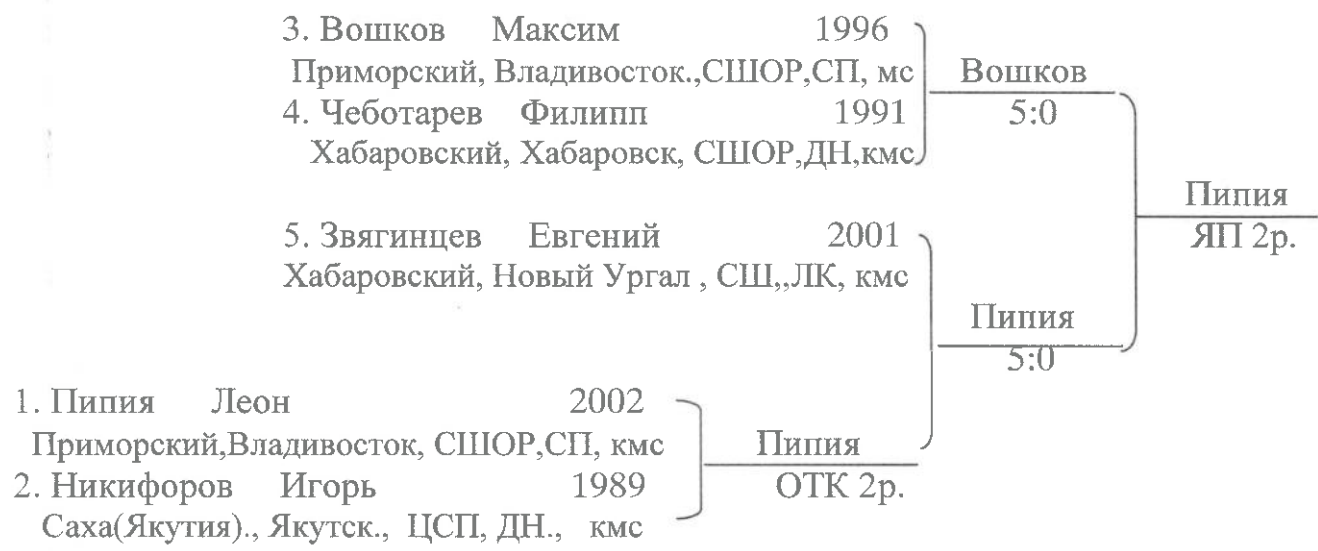 3. Вошков Максим 1996
Приморский, Владивосток.,СШОР,СП, мс
Вошков
4. Чеботарев Филипп 1991
5:0
Хабаровский, Хабаровск, СШОР,ДН,кмс
Пипия
ЯП 2р.
5. Звягинцев Евгений 2001
Хабаровский, Новый Ургал , СШ,,ЛК, кмс
Пипия
5:0
1. Пипия Леон 2002
Приморский,Владивосток, СШОР,СП, кмс
Пипия
2. Никифоров Игорь 1989
ОТК 2р.
Саха(Якутия)., Якутск., ЦСП, ДН., кмс